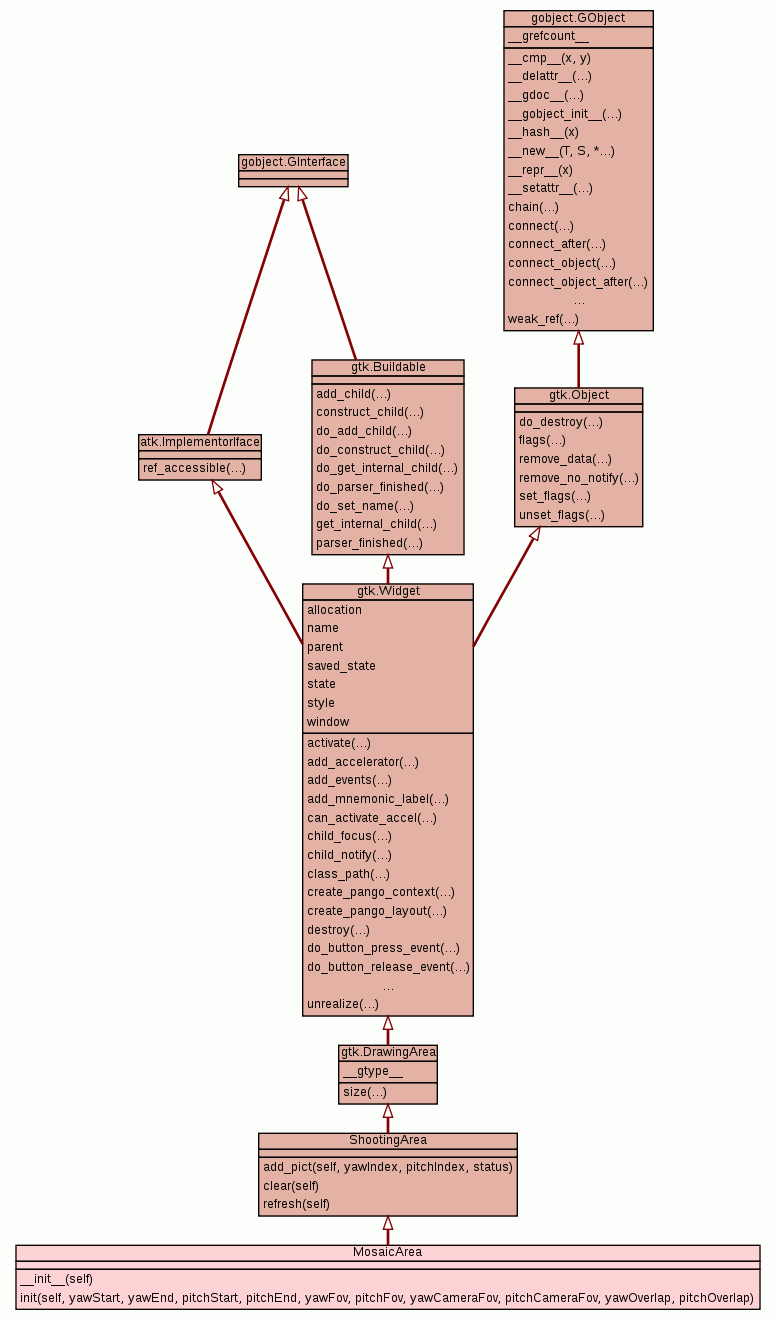 gobject.GObject
__grefcount__
__cmp__(x, y)
__delattr__(...)
__gdoc__(...)
__gobject_init__(...)
__hash__(x)
__new__(T, S, *...)
__repr__(x)
__setattr__(...)
chain(...)
connect(...)
connect_after(...)
connect_object(...)
connect_object_after(...)
...
weak_ref(...)
gobject.GInterface
gtk.Buildable
add_child(...)
construct_child(...)
do_add_child(...)
do_construct_child(...)
do_get_internal_child(...)
do_parser_finished(...)
do_set_name(...)
get_internal_child(...)
parser_finished(...)
gtk.Object
do_destroy(...)
flags(...)
remove_data(...)
remove_no_notify(...)
set_flags(...)
unset_flags(...)
atk.ImplementorIface
ref_accessible(...)
gtk.Widget
allocation
name
parent
saved_state
state
style
window
activate(...)
add_accelerator(...)
add_events(...)
add_mnemonic_label(...)
can_activate_accel(...)
child_focus(...)
child_notify(...)
class_path(...)
create_pango_context(...)
create_pango_layout(...)
destroy(...)
do_button_press_event(...)
do_button_release_event(...)
...
unrealize(...)
gtk.DrawingArea
__gtype__
size(...)
ShootingArea
add_pict(self, yawIndex, pitchIndex, status)
clear(self)
refresh(self)
MosaicArea
__init__(self)
init(self, yawStart, yawEnd, pitchStart, pitchEnd, yawFov, pitchFov, yawCameraFov, pitchCameraFov, yawOverlap, pitchOverlap)